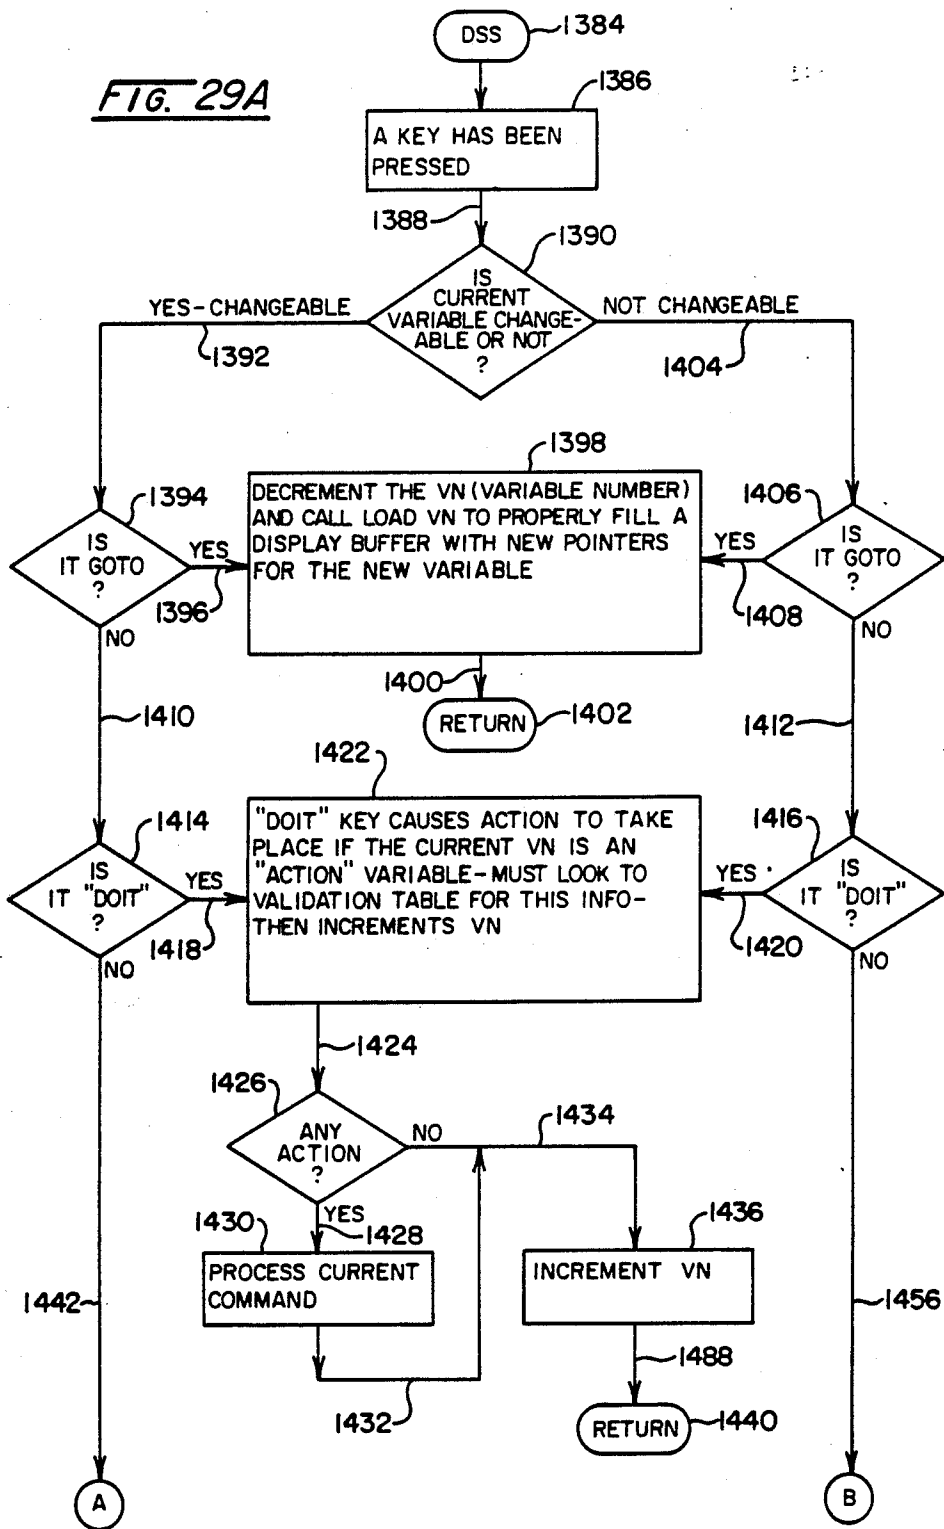 FIG. 29A
DSS
1384
1386
A KEY HAS BEEN
PRESSED
1388
1390
IS
CURRENT
VARIABLE CHANGE-
ABLE OR NOT
?
YES-CHANGEABLE
NOT CHANGEABLE
1392
1404
1398
1394
IS
IT GOTO
?
YES
1396
NO
DECREMENT THE VN (VARIABLE NUMBER)
AND CALL LOAD VN TO PROPERLY FILL A
DISPLAY BUFFER WITH NEW POINTERS
FOR THE NEW VARIABLE
1406
IS
IT GOTO
?
YES
1408
NO
1400
RETURN
1402
1410
1412
1422
1414
IS
IT "DOIT"
?
YES
1418
NO
"DOIT" KEY CAUSES ACTION TO TAKE
PLACE IF THE CURRENT VN IS AN
"ACTION" VARIABLE-MUST LOOK TO
VALIDATION TABLE FOR THIS INFO-
THEN INCREMENTS VN
1416
IS
IT "DOIT"
?
YES
1420
NO
1424
1426
ANY
ACTION
?
NO
1434
YES
1428
1430
PROCESS CURRENT
COMMAND
1432
1436
INCREMENT VN
1488
RETURN
1440
1442
1456
A
B